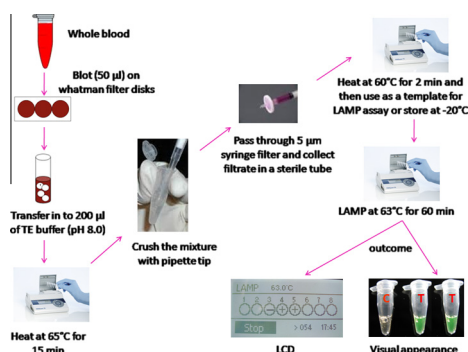 Whole blood
Blot (50 µl) on
whatman filter disks
Transfer in to 200 µl
of TE buffer (pH 8.0)
Heat at 65°C for
15 min
Crush the mixture
with pipette tip
Pass through 5 µm
syringe filter and collect
filtrate in a sterile tube
Heat at 60°C for 2 min and
then use as a template for
LAMP assay or store at -20°C
LAMP at 63°C for 60 min
outcome
LAMP 63.0°C
1 2 3 4 5 6 7 8
Stop >054 17:45
LCD
C T T
Visual appearance